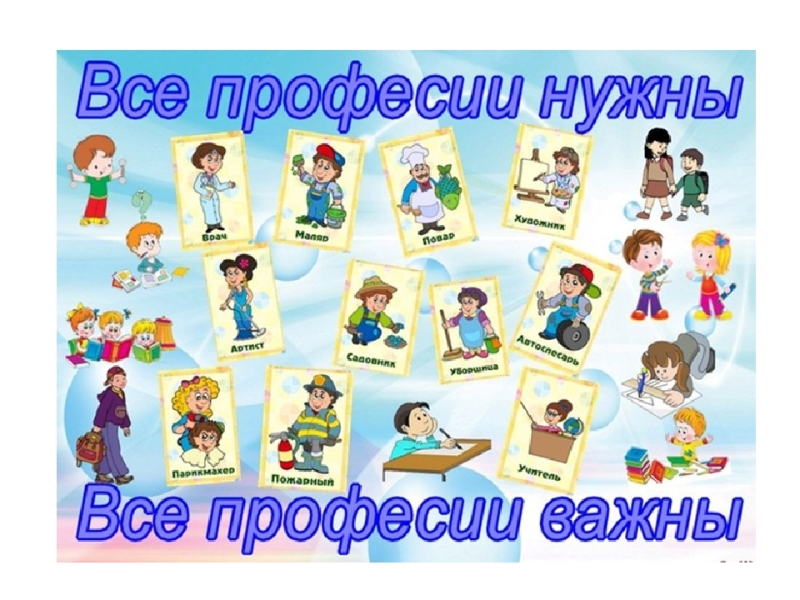 Все професии нужны
Врач
Маляр
Повар
Художник
Артист
Садовник
Уборщица
Автослесарь
Парикмахер
Пожарный
Учитель
Все професии важны